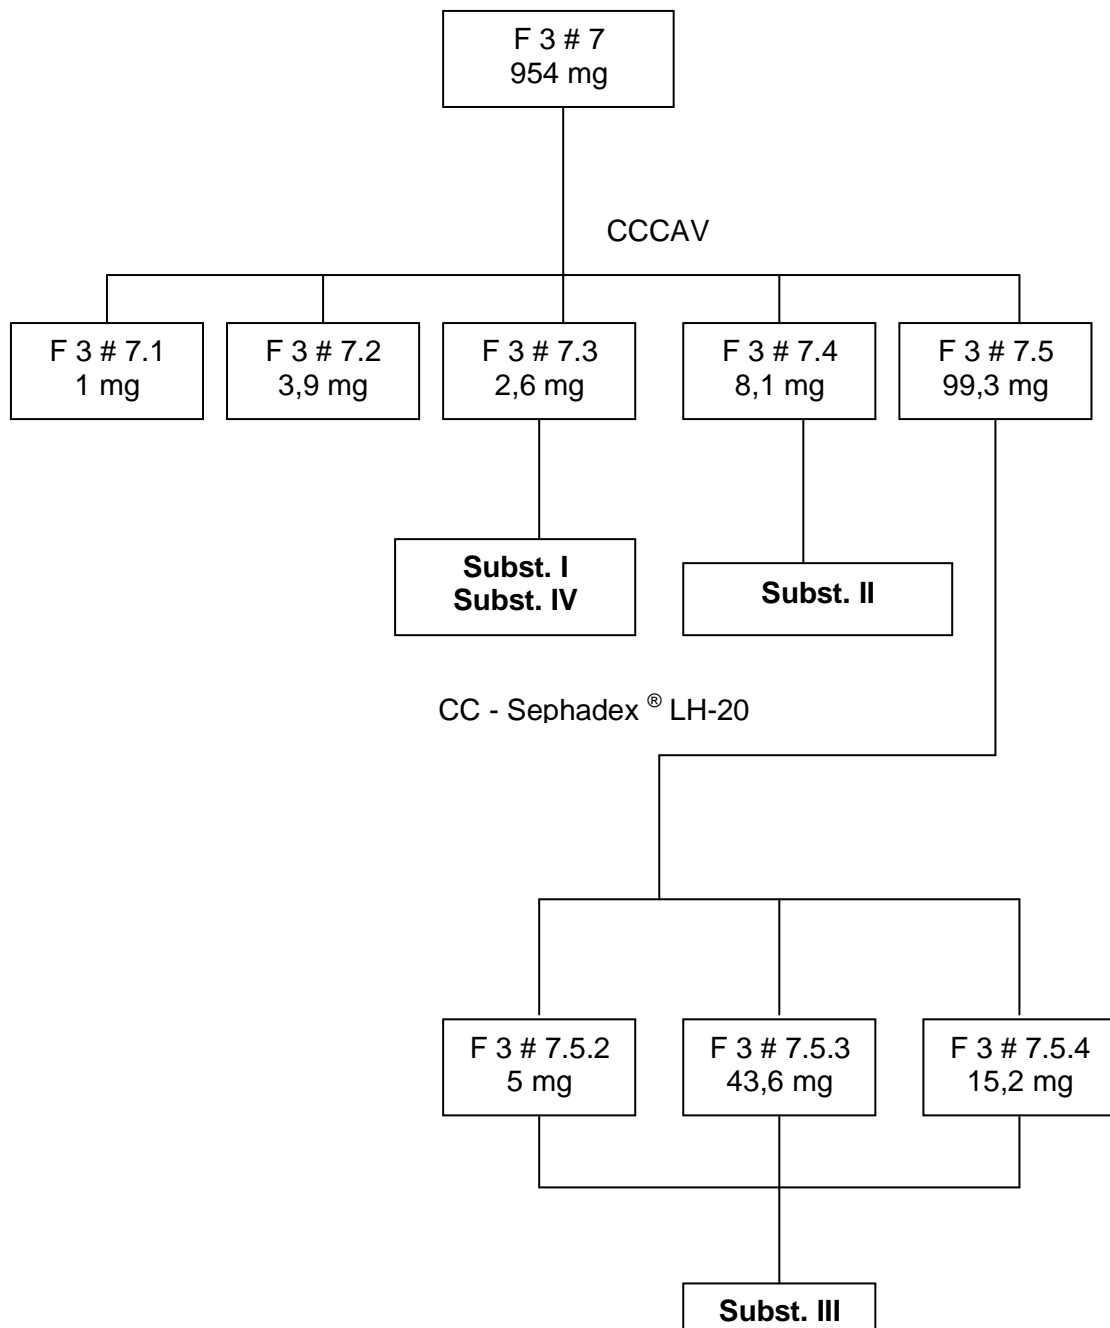 F 3 # 7
954 mg
CCCAV
F 3 # 7.1
1 mg
F 3 # 7.2
3,9 mg
F 3 # 7.3
2,6 mg
F 3 # 7.4
8,1 mg
F 3 # 7.5
99,3 mg
Subst. I
Subst. IV
Subst. II
CC - Sephadex ® LH-20
F 3 # 7.5.2
5 mg
F 3 # 7.5.3
43,6 mg
F 3 # 7.5.4
15,2 mg
Subst. III